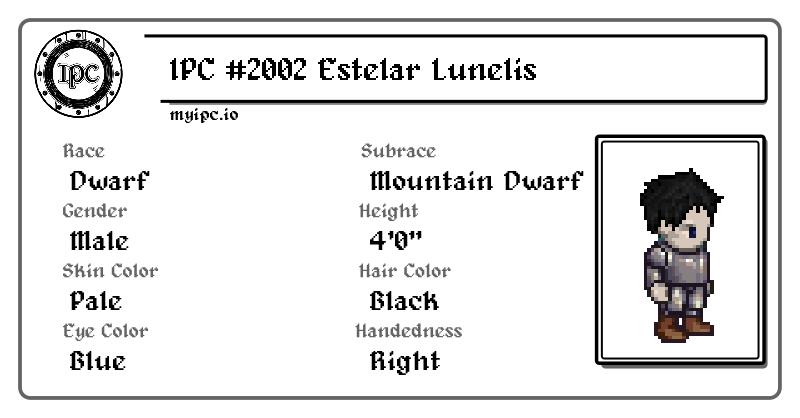 IPC
IPC #2002 Estelar Lunelis
myipc.io
Race
Dwarf
Subrace
Mountain Dwarf
Gender
Male
Height
4'0"
Skin Color
Pale
Hair Color
Black
Eye Color
Blue
Handedness
Right